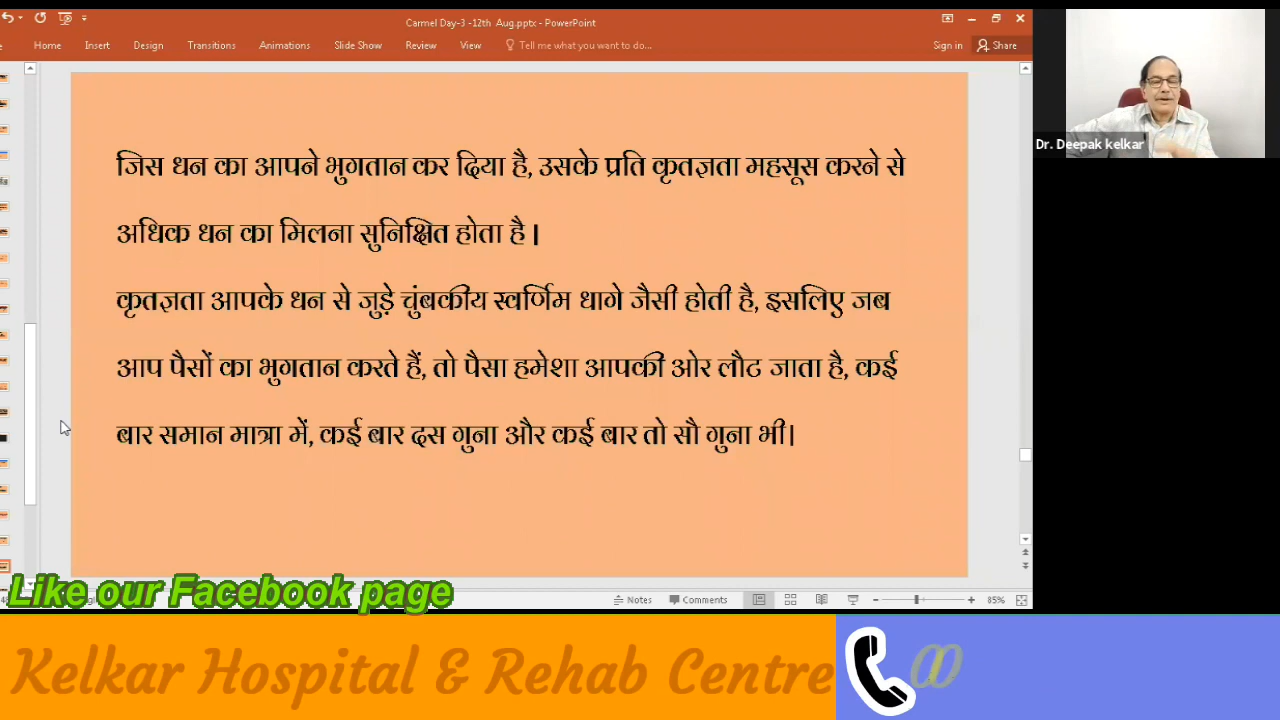 Carmel Day-3 -12th Aug.pptx - PowerPoint
Home Insert Design Transitions Animations Slide Show Review View Tell me what you want to do... Sign in Share
जिस धन का आपने भुगतान कर दिया है, उसके प्रति कृतज्ञता महसूस करने से
अधिक धन का मिलना सुनिक्षित होता है।
कृतज्ञता आपके धन से जुड़े चुंबकीय स्वर्णिम धागे जैसी होती है, इसलिए जब
आप पैसों का भुगतान करते हैं, तो पैसा हमेशा आपकी ओर लौट जाता है, कई
बार समान मात्रा में, कई बार दस गुना और कई बार तो सौ गुना भी।
Dr. Deepak kelkar
Like our Facebook page
Notes Comments 85%
Kelkar Hospital & Rehab Centre